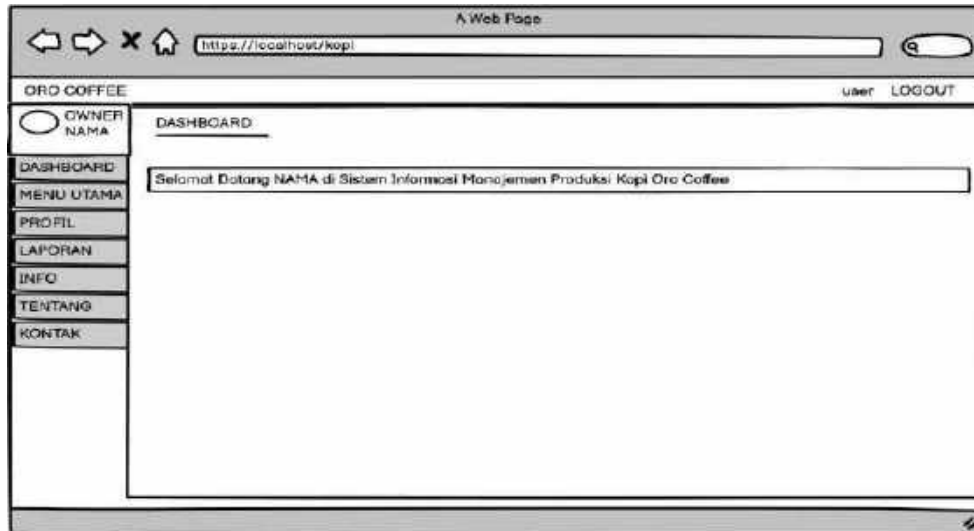 A Web Page
https://localhost/kopi
ORO COFFEE
user LOGOUT
OWNER
NAMA
DASHBOARD
DASHBOARD
MENU UTAMA
PROFIL
LAPORAN
INFO
TENTANG
KONTAK
Selamat Datang NAMA di Sistem Informasi Manajemen Produksi Kopi Oro Coffee